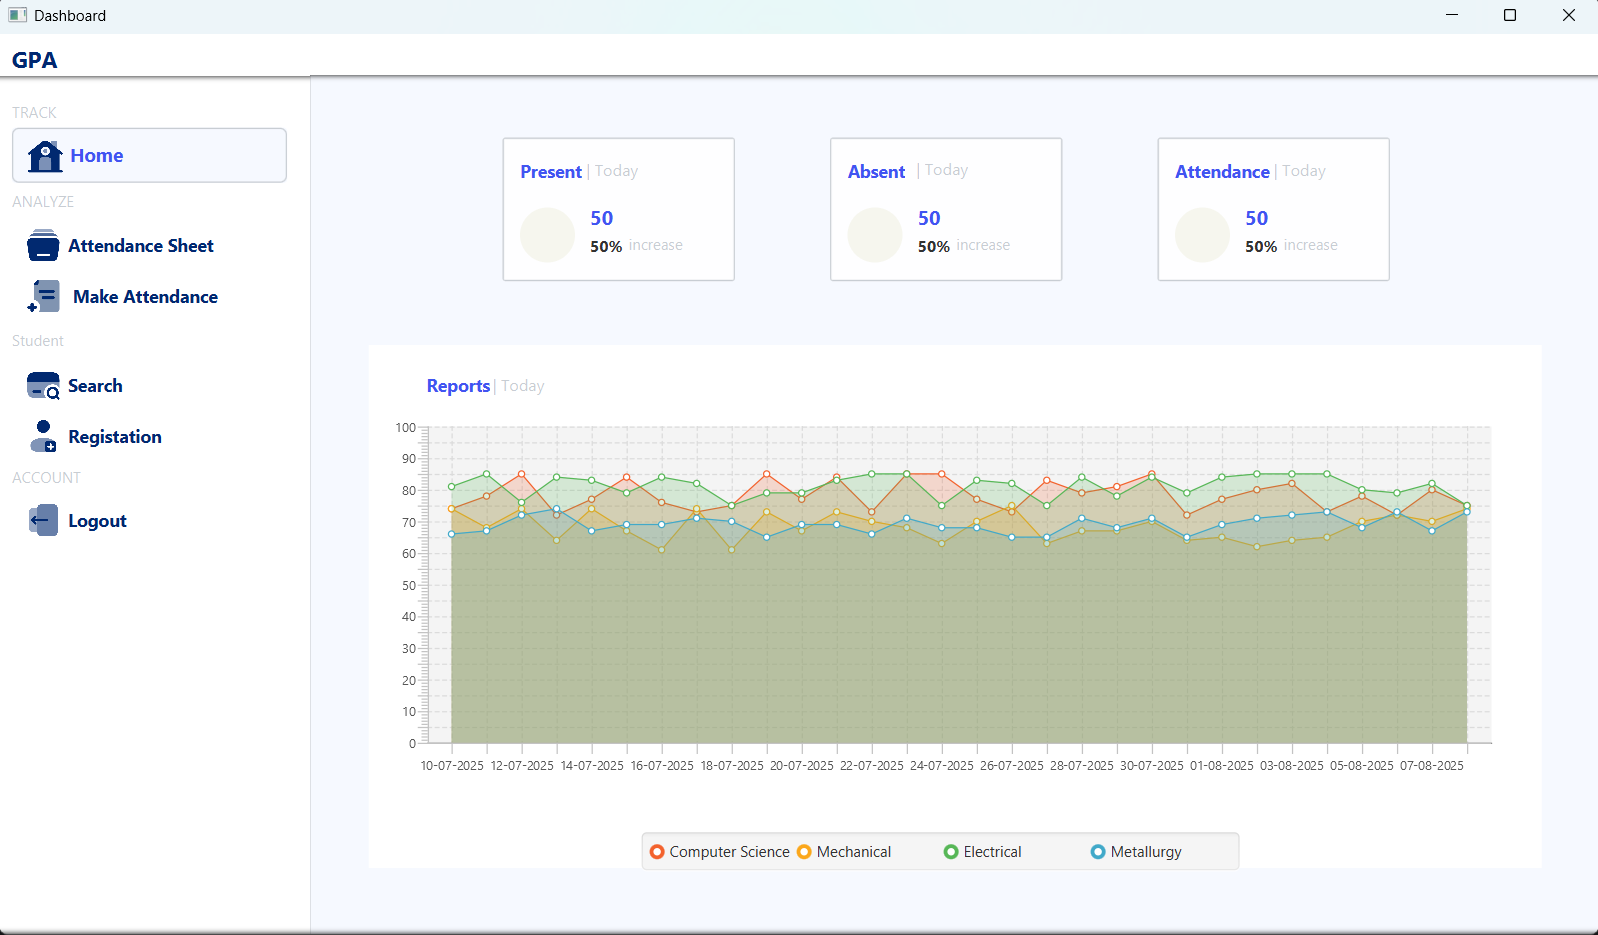 Dashboard
GPA
TRACK
Home
ANALYZE
Attendance Sheet
Make Attendance
Student
Search
Registation
ACCOUNT
Logout
Present | Today
50
50% increase
Absent | Today
50
50% increase
Attendance | Today
50
50% increase
Reports | Today
100
90
80
70
60
50
40
30
20
10
0
10-07-2025 12-07-2025 14-07-2025 16-07-2025 18-07-2025 20-07-2025 22-07-2025 24-07-2025 26-07-2025 28-07-2025 30-07-2025 01-08-2025 03-08-2025 05-08-2025 07-08-2025
Computer Science Mechanical Electrical Metallurgy